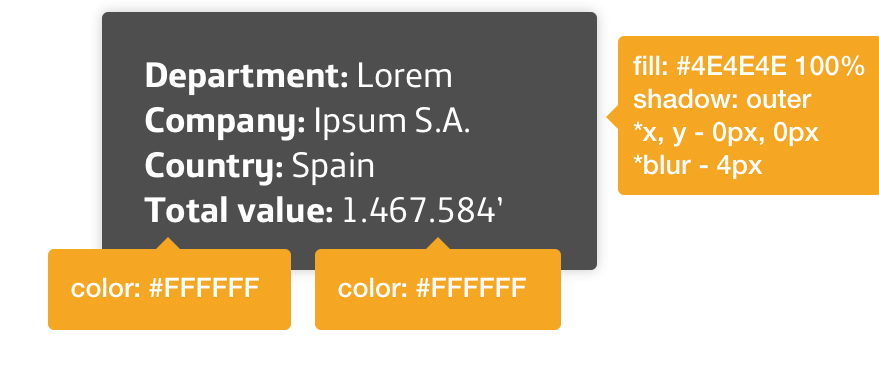 Department: Lorem
Company: Ipsum S.A.
Country: Spain
Total value: 1.467.584’
fill: #4E4E4E 100%
shadow: outer
*x, y - 0px, 0px
*blur - 4px
color: #FFFFFF
color: #FFFFFF